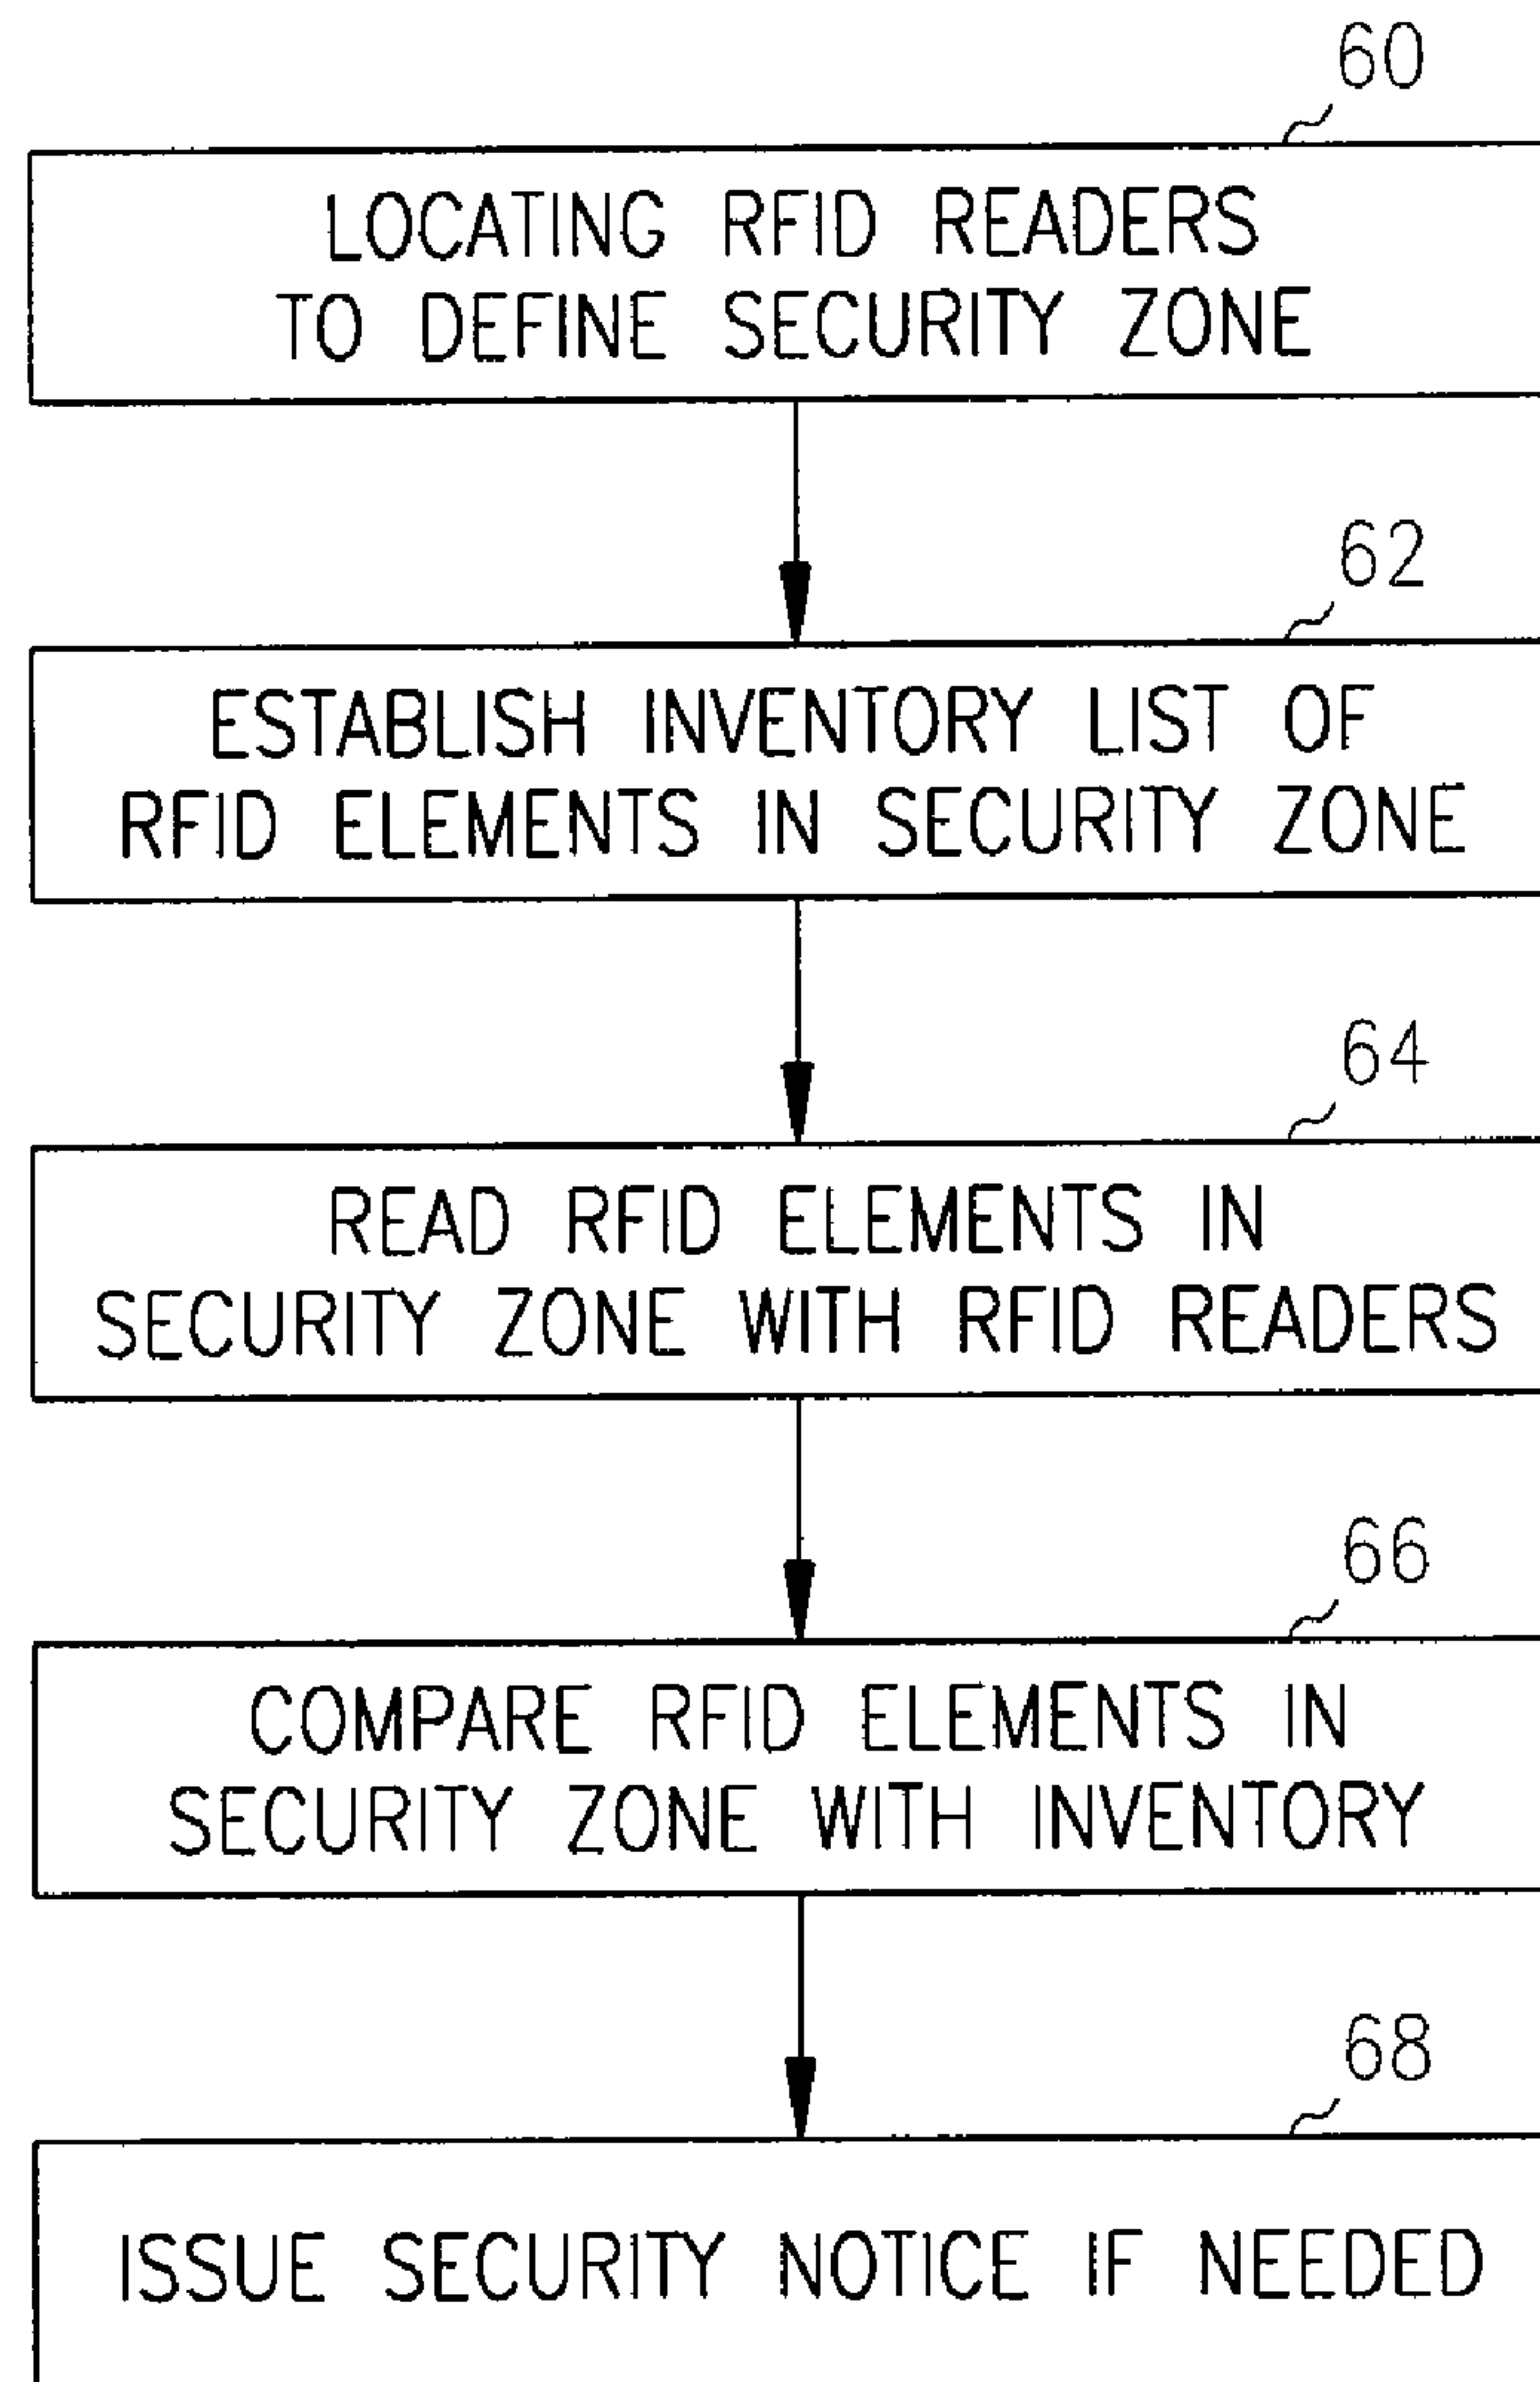 60
LOCATING RFID READERS
TO DEFINE SECURITY ZONE
62
ESTABLISH INVENTORY LIST OF
RFID ELEMENTS IN SECURITY ZONE
64
READ RFID ELEMENTS IN
SECURITY ZONE WITH RFID READERS
66
COMPARE RFID ELEMENTS IN
SECURITY ZONE WITH INVENTORY
68
ISSUE SECURITY NOTICE IF NEEDED